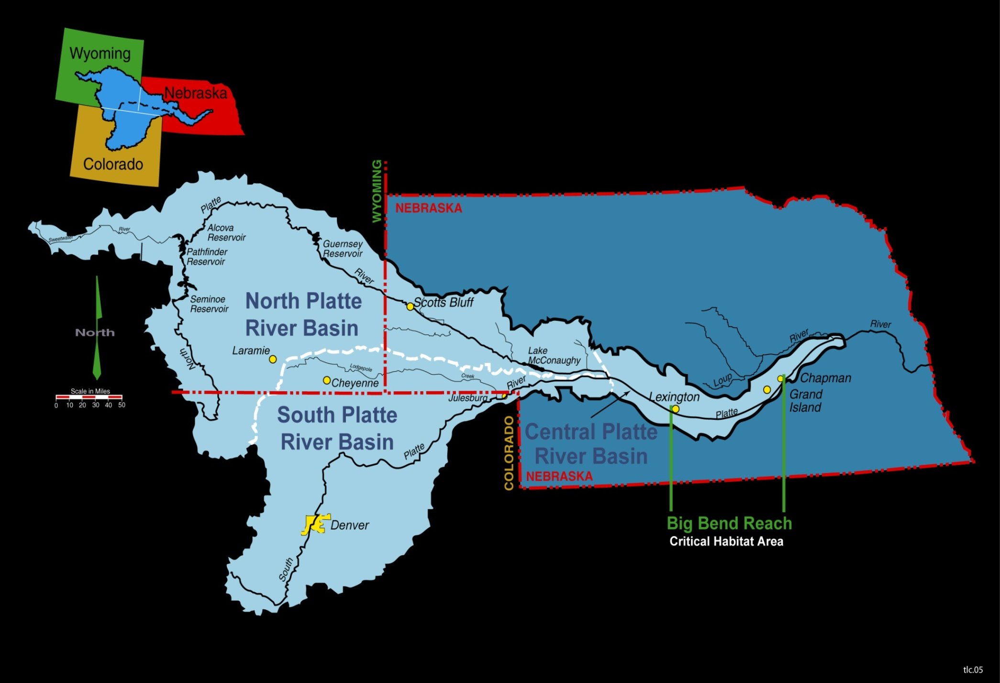 Wyoming
Nebraska
Colorado
WYOMING
NEBRASKA
Platte
Alcova
Reservoir
Sweetwater
River
Pathfinder
Reservoir
Guernsey
Reservoir
River
Seminoe
Reservoir
North Platte
River Basin
Scotts Bluff
North
North
Laramie
Lodgepole
Creek
Cheyenne
Lake
McConaughy
River
Julesburg
River
River
Loup
Chapman
Grand
Island
Lexington
Platte
Scale in Miles
0 10 20 30 40 50
South Platte
River Basin
Platte
COLORADO
Central Platte
River Basin
NEBRASKA
Denver
South
Big Bend Reach
Critical Habitat Area
tlc.05